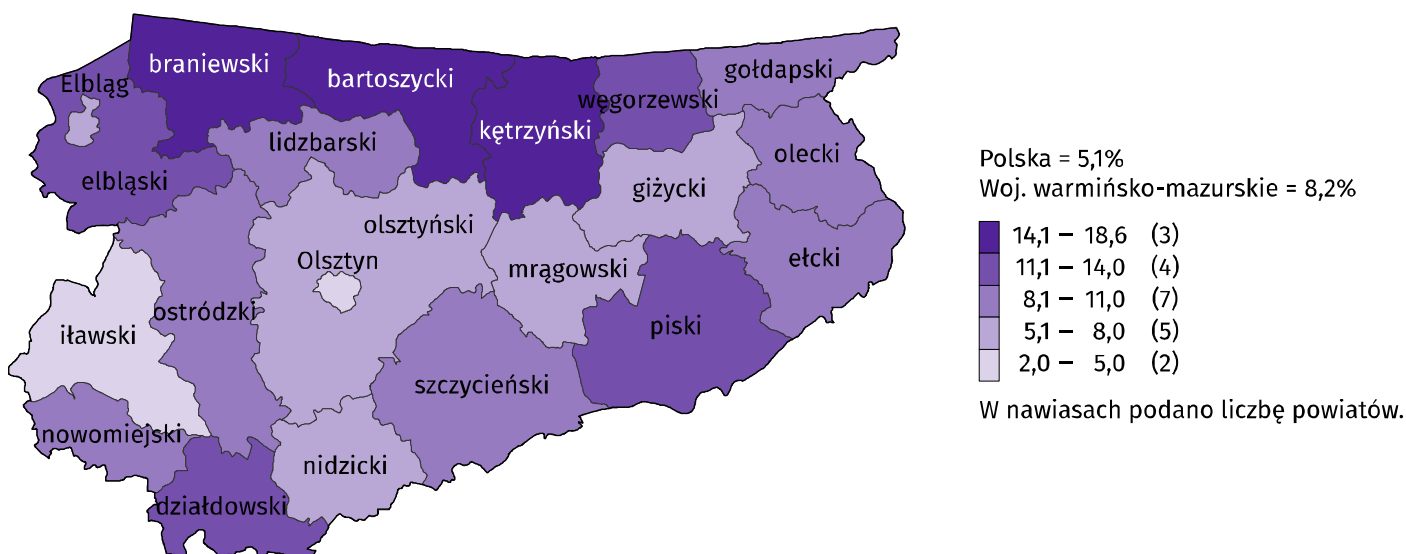 braniewski
bartoszycki
gołdapski
Elbląg
węgorzewski
kętrzyński
lidzbarski
olecki
elbląski
giżycki
olsztyński
Olsztyn
mrągowski
ełcki
ostródzki
iławski
piski
szczycieński
nowomiejski
nidzicki
działdowski
Polska = 5,1%
Woj. warmińsko-mazurskie = 8,2%
14,1 – 18,6 (3)
11,1 – 14,0 (4)
8,1 – 11,0 (7)
5,1 – 8,0 (5)
2,0 – 5,0 (2)
W nawiasach podano liczbę powiatów.